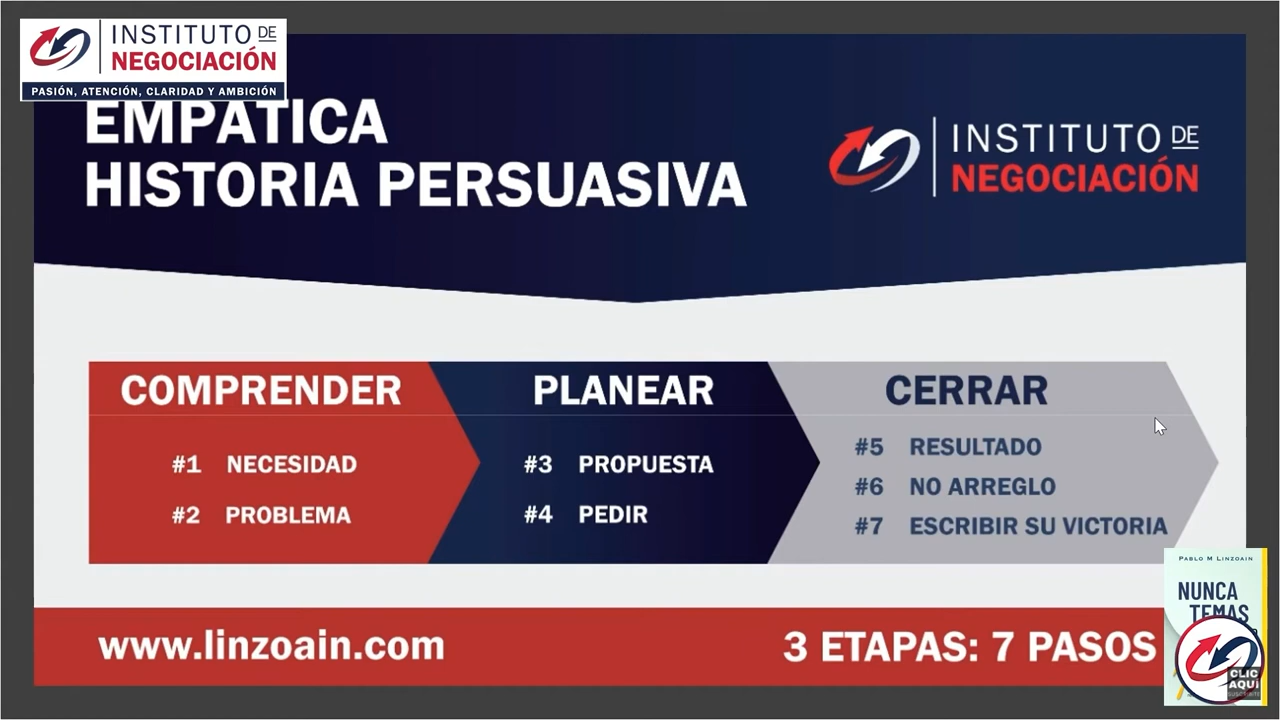 INSTITUTO DE
NEGOCIACIÓN
PASIÓN, ATENCIÓN, CLARIDAD Y AMBICIÓN
EMPÁTICA
HISTORIA PERSUASIVA
INSTITUTO DE
NEGOCIACIÓN
COMPRENDER
#1 NECESIDAD
#2 PROBLEMA
PLANEAR
#3 PROPUESTA
#4 PEDIR
CERRAR
#5 RESULTADO
#6 NO ARREGLO
#7 ESCRIBIR SU VICTORIA
www.linzoain.com
3 ETAPAS: 7 PASOS
PABLO M LINZOAIN
NUNCA
TEMAS
CLIC
AQUÍ